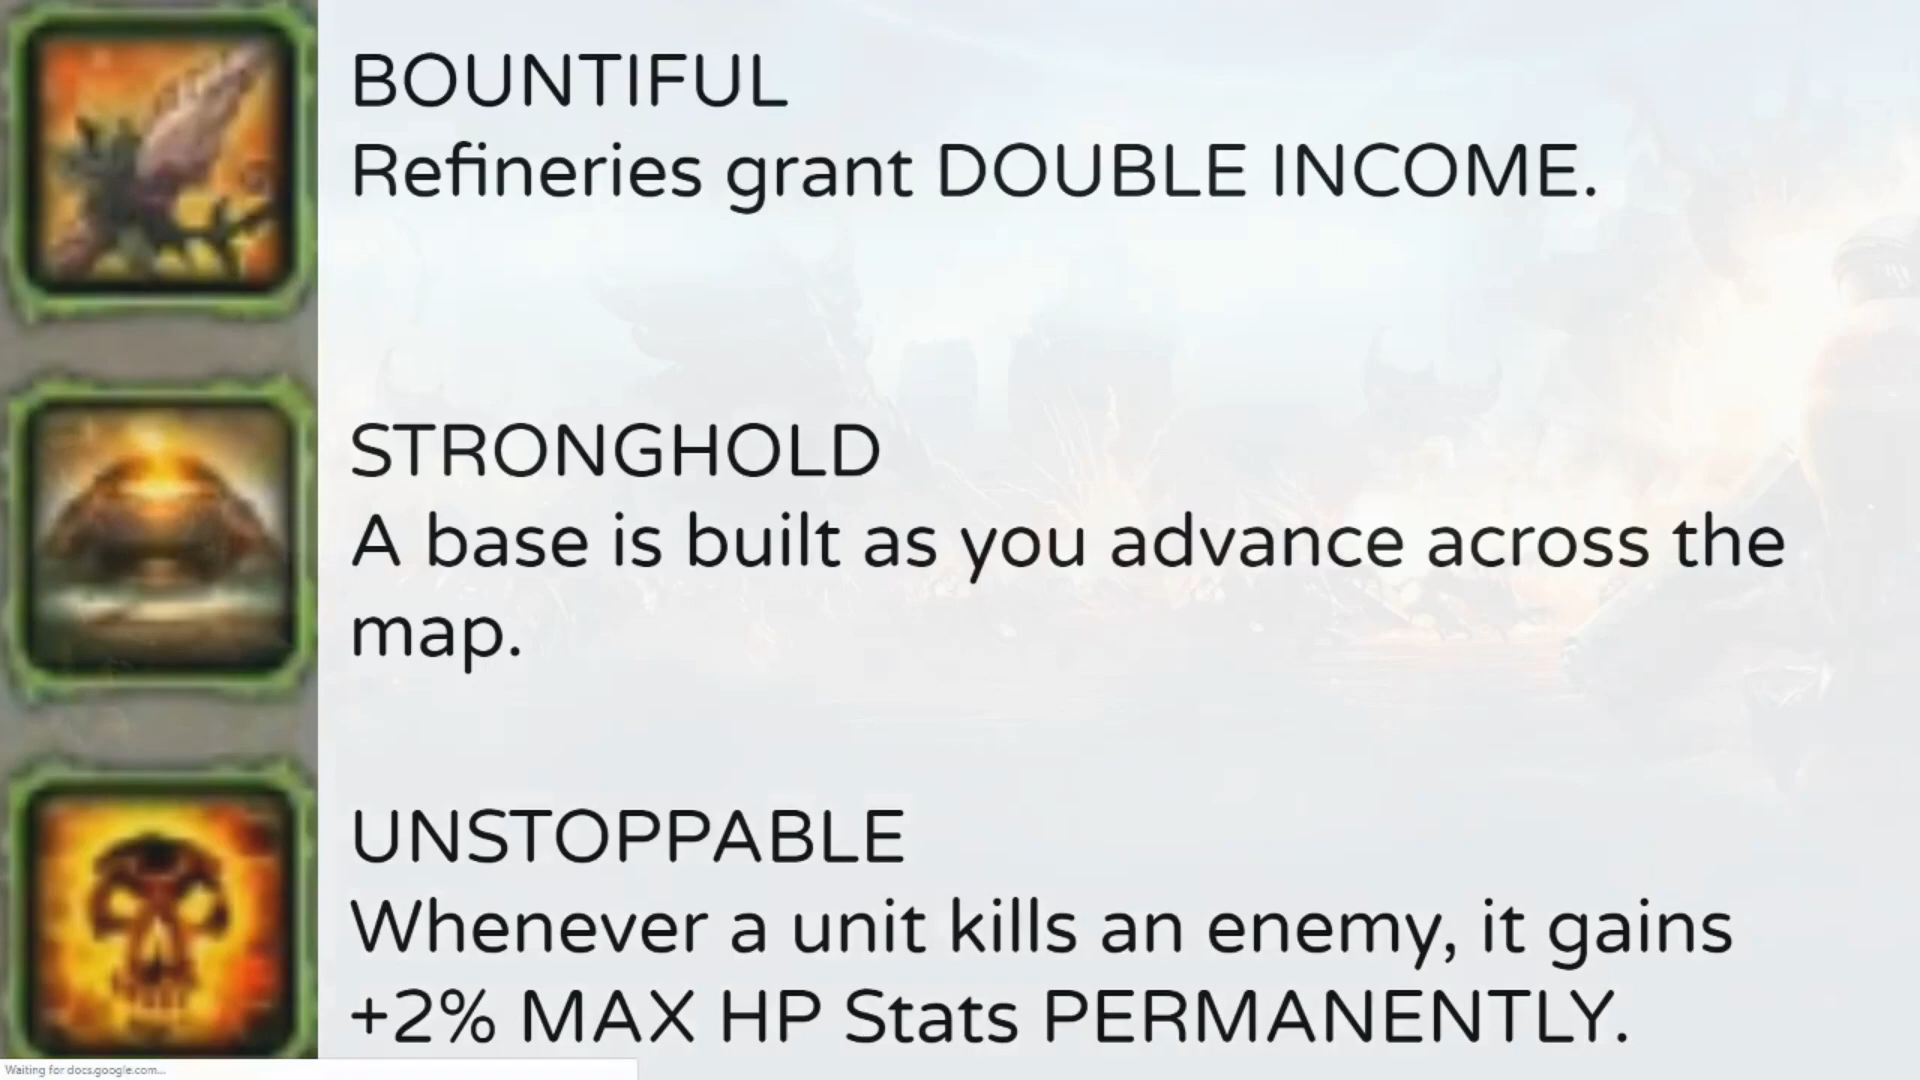 BOUNTIFUL
Refineries grant DOUBLE INCOME.
STRONGHOLD
A base is built as you advance across the
map.
UNSTOPPABLE
Whenever a unit kills an enemy, it gains
+2% MAX HP Stats PERMANENTLY.
Waiting for docs.google.com...